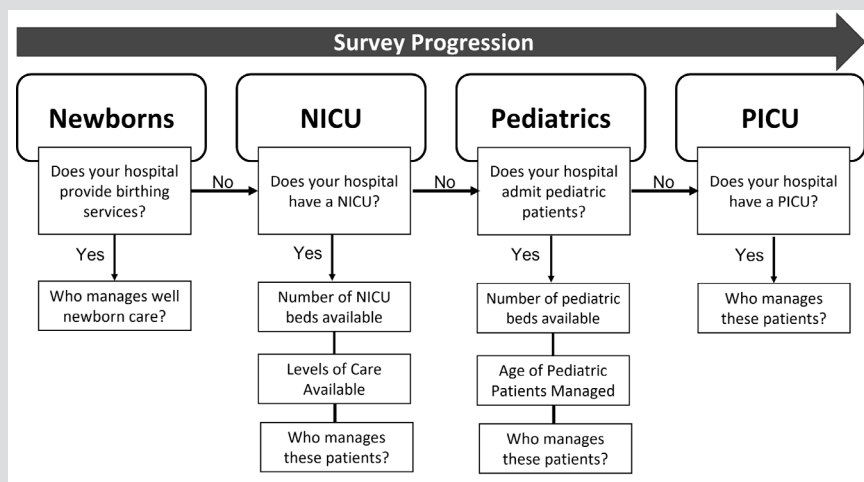 Survey Progression
Newborns
Does your hospital
provide birthing
services?
No
Yes
Who manages well
newborn care?
NICU
Does your hospital
have a NICU?
No
Yes
Number of NICU
beds available
Levels of Care
Available
Who manages
these patients?
Pediatrics
Does your hospital
admit pediatric
patients?
No
Yes
Number of pediatric
beds available
Age of Pediatric
Patients Managed
Who manages
these patients?
PICU
Does your hospital
have a PICU?
Yes
Who manages
these patients?